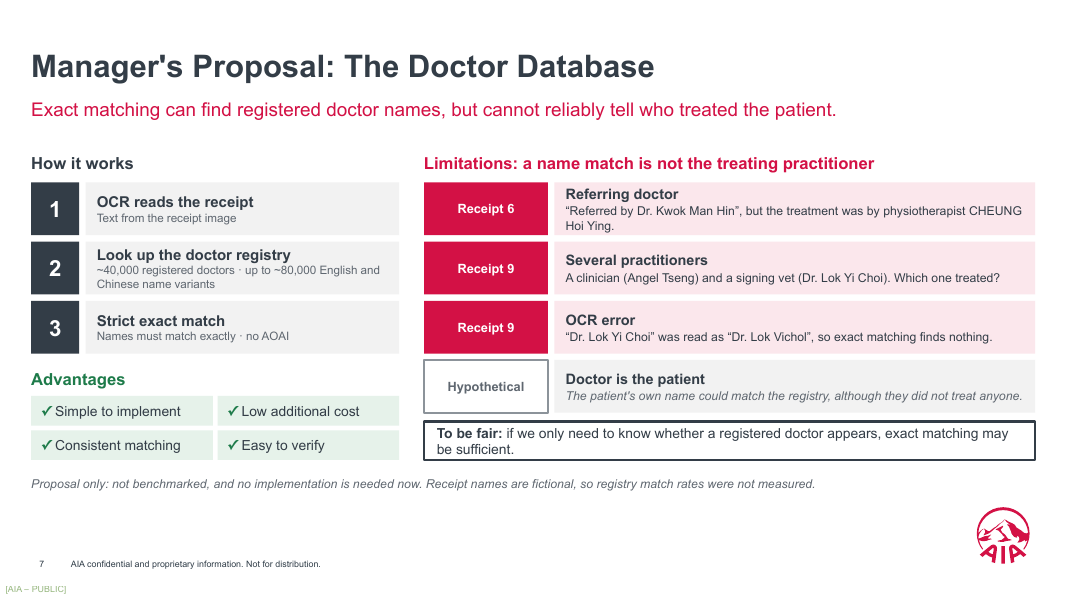 Manager's Proposal: The Doctor Database
Exact matching can find registered doctor names, but cannot reliably tell who treated the patient.
How it works
1
OCR reads the receipt
Text from the receipt image
2
Look up the doctor registry
~40,000 registered doctors · up to ~80,000 English and
Chinese name variants
3
Strict exact match
Names must match exactly · no AOAI
Advantages
✓ Simple to implement
✓ Low additional cost
✓ Consistent matching
✓ Easy to verify
Limitations: a name match is not the treating practitioner
Receipt 6
Referring doctor
“Referred by Dr. Kwok Man Hin”, but the treatment was by physiotherapist CHEUNG
Hoi Ying.
Receipt 9
Several practitioners
A clinician (Angel Tseng) and a signing vet (Dr. Lok Yi Choi). Which one treated?
Receipt 9
OCR error
“Dr. Lok Yi Choi” was read as “Dr. Lok Vichol”, so exact matching finds nothing.
Hypothetical
Doctor is the patient
The patient's own name could match the registry, although they did not treat anyone.
To be fair: if we only need to know whether a registered doctor appears, exact matching may
be sufficient.
Proposal only: not benchmarked, and no implementation is needed now. Receipt names are fictional, so registry match rates were not measured.
AIA
7
AIA confidential and proprietary information. Not for distribution.
[AIA – PUBLIC]